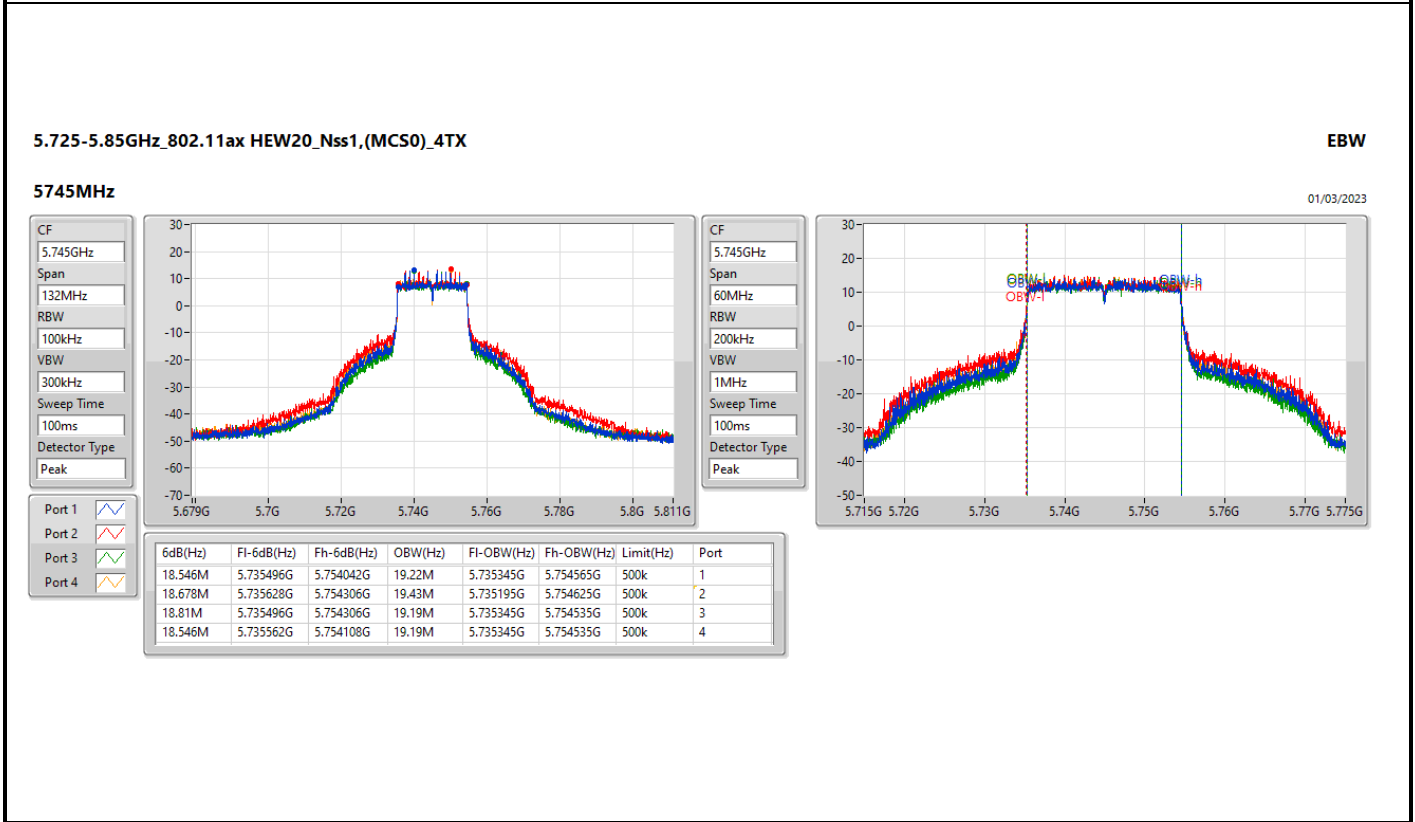 5.725-5.85GHz_802.11ax HEW20_Nss1,(MCS0)_4TX
EBW
5745MHz
01/03/2023
CF
5.745GHz
Span
132MHz
RBW
100kHz
VBW
300kHz
Sweep Time
100ms
Detector Type
Peak
Port 1
Port 2
Port 3
Port 4
30
20
10
0
-10
-20
-30
-40
-50
-60
-70
5.679G 5.7G 5.72G 5.74G 5.76G 5.78G 5.8G 5.811G
CF
5.745GHz
Span
60MHz
RBW
200kHz
VBW
1MHz
Sweep Time
100ms
Detector Type
Peak
30
20
10
0
-10
-20
-30
-40
-50
OBW-l
OBW-h
OBW-l
5.715G 5.72G 5.73G 5.74G 5.75G 5.76G 5.77G 5.775G
6dB(Hz) Fl-6dB(Hz) Fh-6dB(Hz) OBW(Hz) Fl-OBW(Hz) Fh-OBW(Hz) Limit(Hz) Port
18.546M 5.735496G 5.754042G 19.22M 5.735345G 5.754565G 500k 1
18.678M 5.735628G 5.754306G 19.43M 5.735195G 5.754625G 500k 2
18.81M 5.735496G 5.754306G 19.19M 5.735345G 5.754535G 500k 3
18.546M 5.735562G 5.754108G 19.19M 5.735345G 5.754535G 500k 4